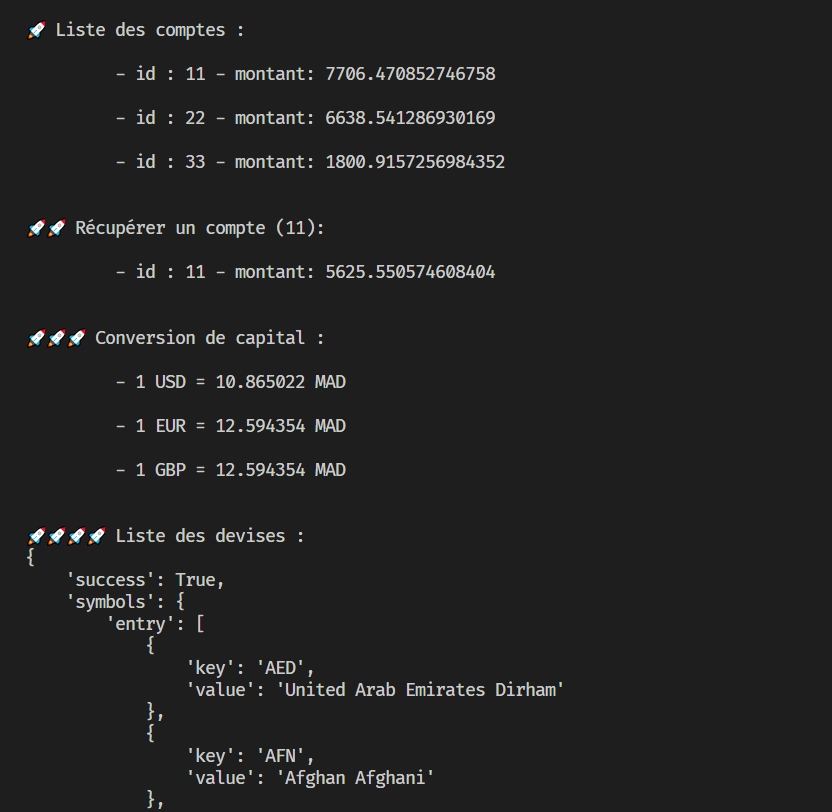 🚀 Liste des comptes :
- id : 11 - montant: 7706.470852746758
- id : 22 - montant: 6638.541286930169
- id : 33 - montant: 1800.9157256984352
🚀🚀 Récupérer un compte (11):
- id : 11 - montant: 5625.550574608404
🚀🚀🚀 Conversion de capital :
- 1 USD = 10.865022 MAD
- 1 EUR = 12.594354 MAD
- 1 GBP = 12.594354 MAD
🚀🚀🚀🚀 Liste des devises :
{
    'success': True,
    'symbols': {
        'entry': [
            {
                'key': 'AED',
                'value': 'United Arab Emirates Dirham'
            },
            {
                'key': 'AFN',
                'value': 'Afghan Afghani'
            },